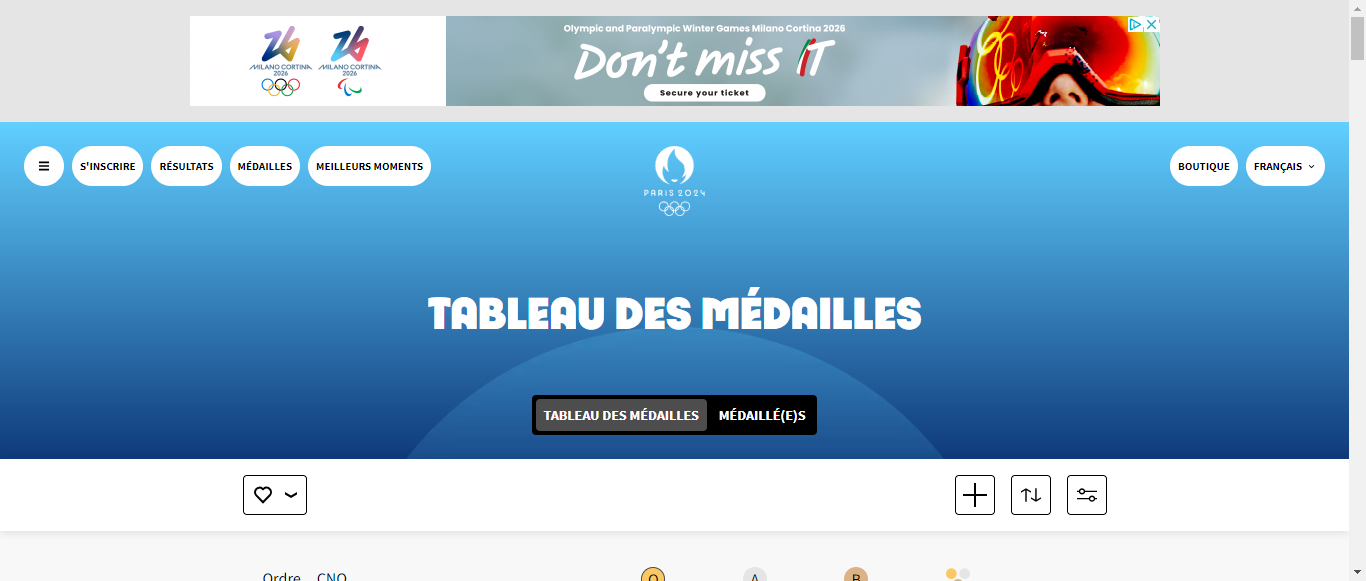 Olympic and Paralympic Winter Games Milano Cortina 2026
MILANO CORTINA
2026
MILANO CORTINA
2026
Don't miss IT
Secure your ticket
S'INSCRIRE
RÉSULTATS
MÉDAILLES
MEILLEURS MOMENTS
PARIS 2024
BOUTIQUE
FRANÇAIS
TABLEAU DES MÉDAILLES
TABLEAU DES MÉDAILLES
MÉDAILLÉ(E)S
Ordre CNO O A B